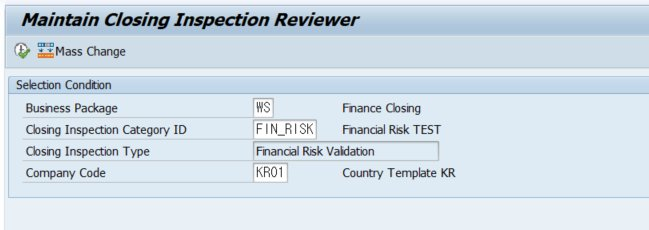 Maintain Closing Inspection Reviewer
Mass Change
Selection Condition
Business Package WS Finance Closing
Closing Inspection Category ID FIN_RISK Financial Risk TEST
Closing Inspection Type Financial Risk Validation
Company Code KR01 Country Template KR